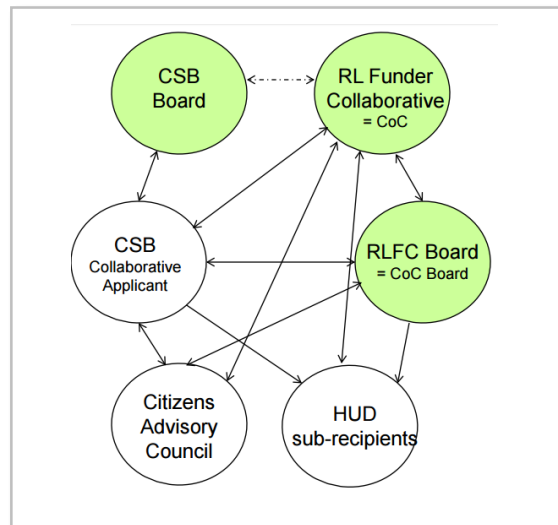 CSB
Board
RL Funder
Collaborative
= CoC
CSB
Collaborative
Applicant
RLFC Board
= CoC Board
Citizens
Advisory
Council
HUD
sub-recipients